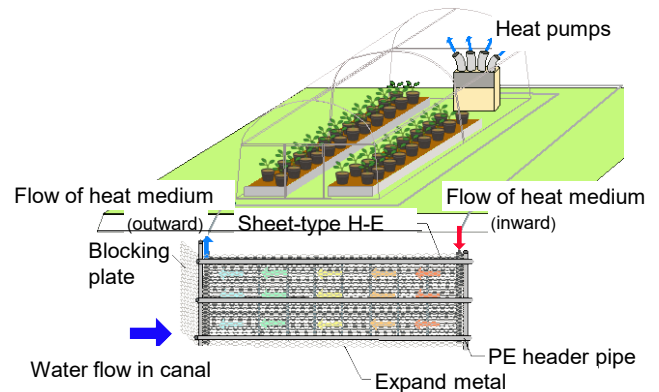 Heat pumps
Flow of heat medium
(outward)
Flow of heat medium
(inward)
Sheet-type H-E
Blocking
plate
Water flow in canal
PE header pipe
Expand metal